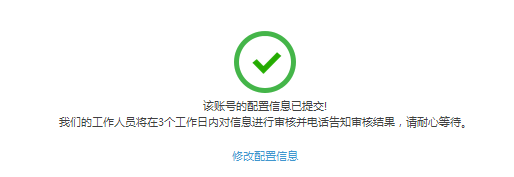 该账号的配置信息已提交!
我们的工作人员将在3个工作日内对信息进行审核并电话告知审核结果，请耐心等待。
修改配置信息